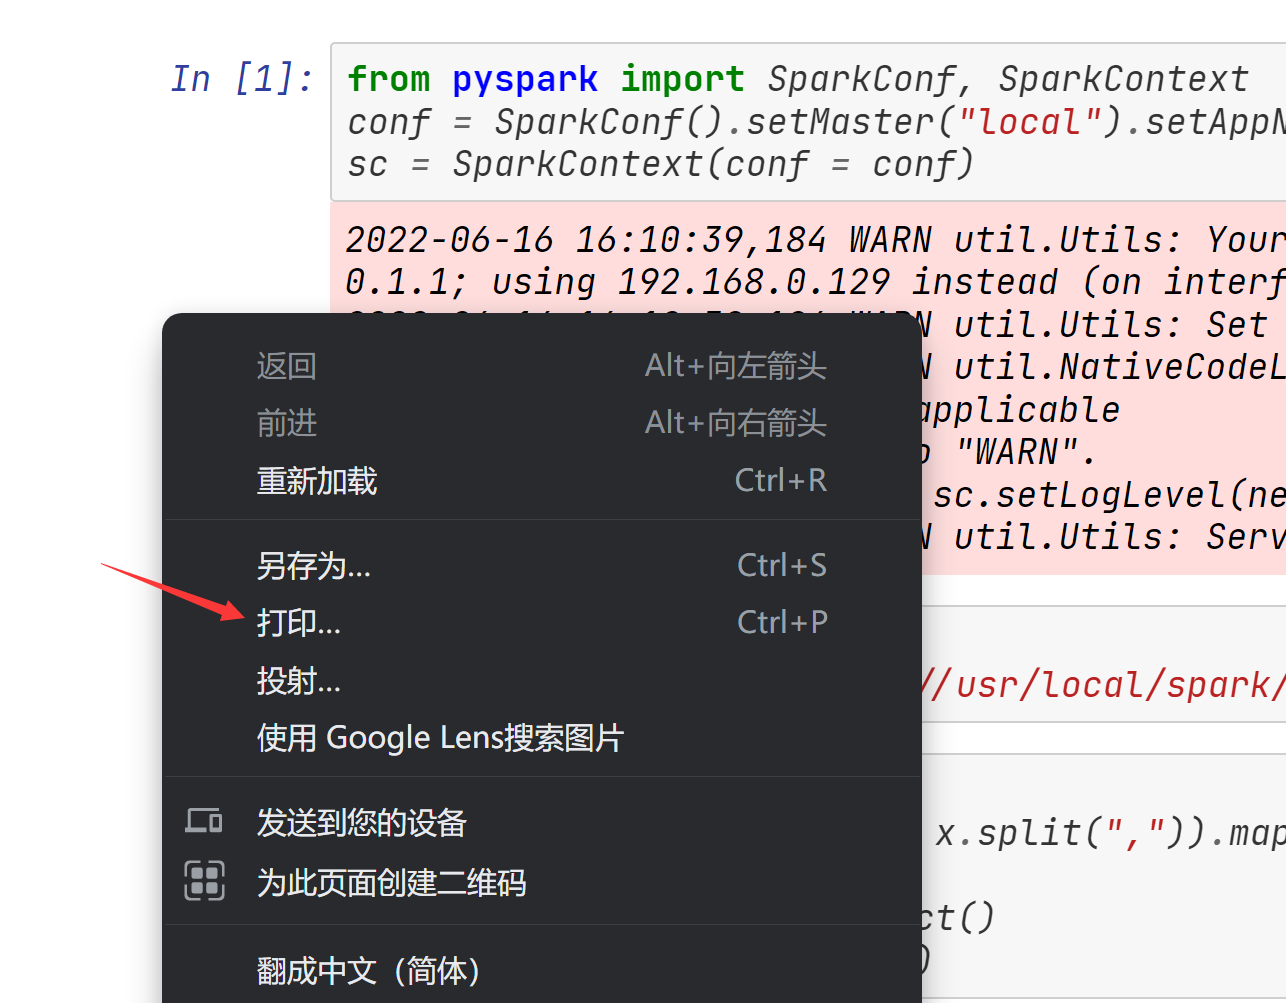 In [1]:
from pyspark import SparkConf, SparkContext
conf = SparkConf().setMaster("local").setAppN
sc = SparkContext(conf = conf)
2022-06-16 16:10:39,184 WARN util.Utils: Your
0.1.1; using 192.168.0.129 instead (on interf
util.Utils: Set
util.NativeCodeL
applicable
"WARN".
sc.setLogLevel(ne
util.Utils: Serv
返回 Alt+向左箭头
前进 Alt+向右箭头
重新加载 Ctrl+R
另存为... Ctrl+S
打印... Ctrl+P
投射...
使用 Google Lens搜索图片
发送到您的设备
为此页面创建二维码
翻成中文（简体）
//usr/local/spark/
x.split(",")).map
ct()
)